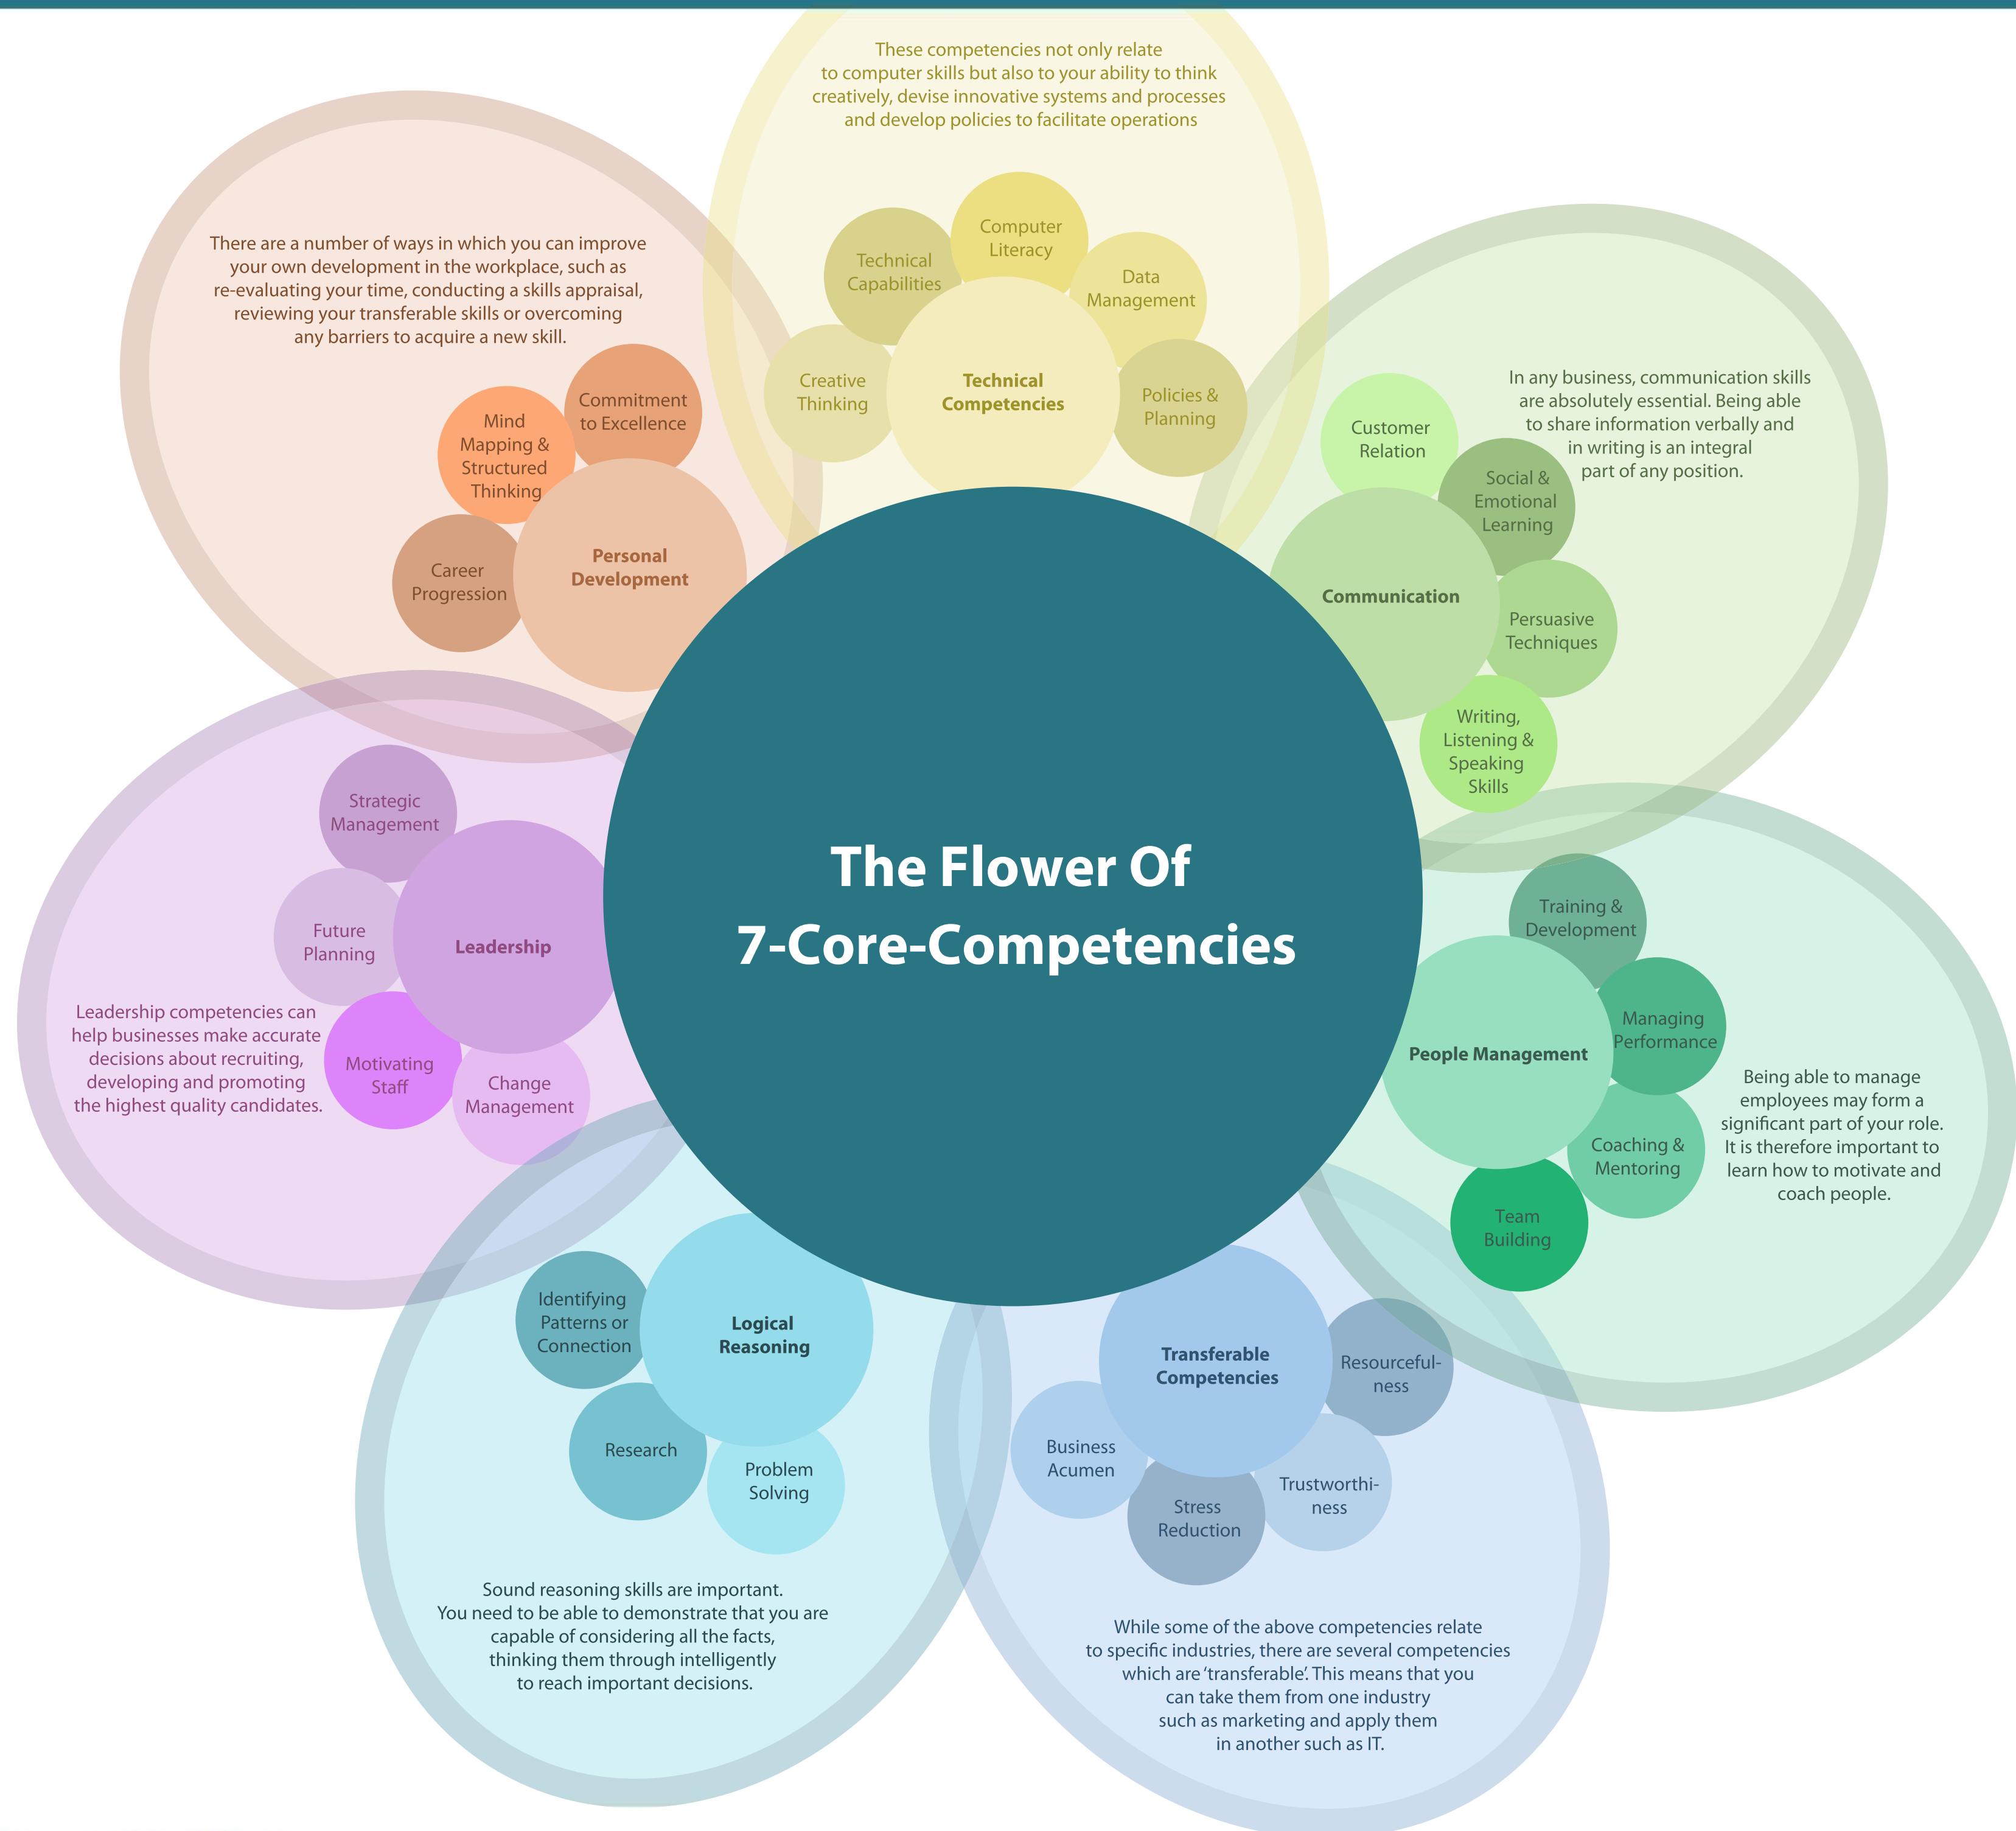 The Flower Of
7-Core-Competencies
These competencies not only relate
to computer skills but also to your ability to think
creatively, devise innovative systems and processes
and develop policies to facilitate operations
Creative
Thinking
Technical
Capabilities
Computer
Literacy
Data
Management
Policies &
Planning
Technical
Competencies
In any business, communication skills
are absolutely essential. Being able
to share information verbally and
in writing is an integral
part of any position.
Customer
Relation
Social &
Emotional
Learning
Persuasive
Techniques
Writing,
Listening &
Speaking
Skills
Communication
Training &
Development
Managing
Performance
Coaching &
Mentoring
Team
Building
People Management
Being able to manage
employees may form a
significant part of your role.
It is therefore important to
learn how to motivate and
coach people.
Transferable
Competencies
Resourceful-
ness
Trustworthi-
ness
Stress
Reduction
Business
Acumen
While some of the above competencies relate
to specific industries, there are several competencies
which are ‘transferable’. This means that you
can take them from one industry
such as marketing and apply them
in another such as IT.
Logical
Reasoning
Identifying
Patterns or
Connection
Research
Problem
Solving
Sound reasoning skills are important.
You need to be able to demonstrate that you are
capable of considering all the facts,
thinking them through intelligently
to reach important decisions.
Leadership
Strategic
Management
Future
Planning
Motivating
Staff
Change
Management
Leadership competencies can
help businesses make accurate
decisions about recruiting,
developing and promoting
the highest quality candidates.
There are a number of ways in which you can improve
your own development in the workplace, such as
re-evaluating your time, conducting a skills appraisal,
reviewing your transferable skills or overcoming
any barriers to acquire a new skill.
Commitment
to Excellence
Mind
Mapping &
Structured
Thinking
Career
Progression
Personal
Development